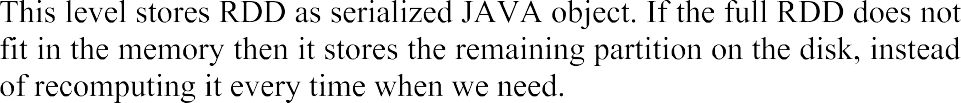 This level stores RDD as serialized JAVA object. If the full RDD does not
fit in the memory then it stores the remaining partition on the disk, instead
of recomputing it every time when we need.